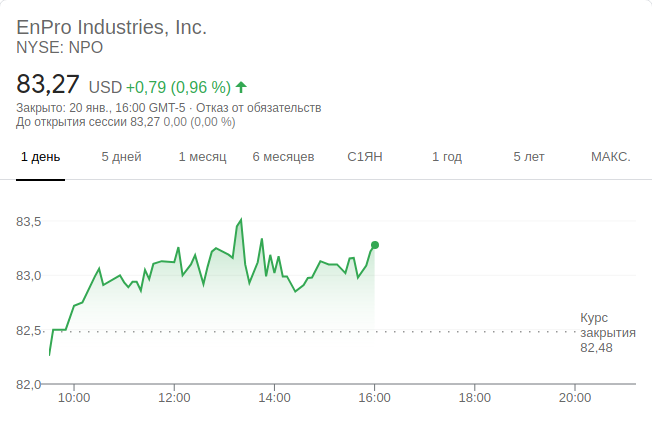 EnPro Industries, Inc.
NYSE: NPO
83,27 USD +0,79 (0,96 %)
Закрыто: 20 янв., 16:00 GMT-5 · Отказ от обязательств
До открытия сессии 83,27 0,00 (0,00 %)
1 день 5 дней 1 месяц 6 месяцев С1ЯН 1 год 5 лет МАКС.
83,5
83,0
82,5
Курс
закрытия
82,48
82,0
10:00 12:00 14:00 16:00 18:00 20:00